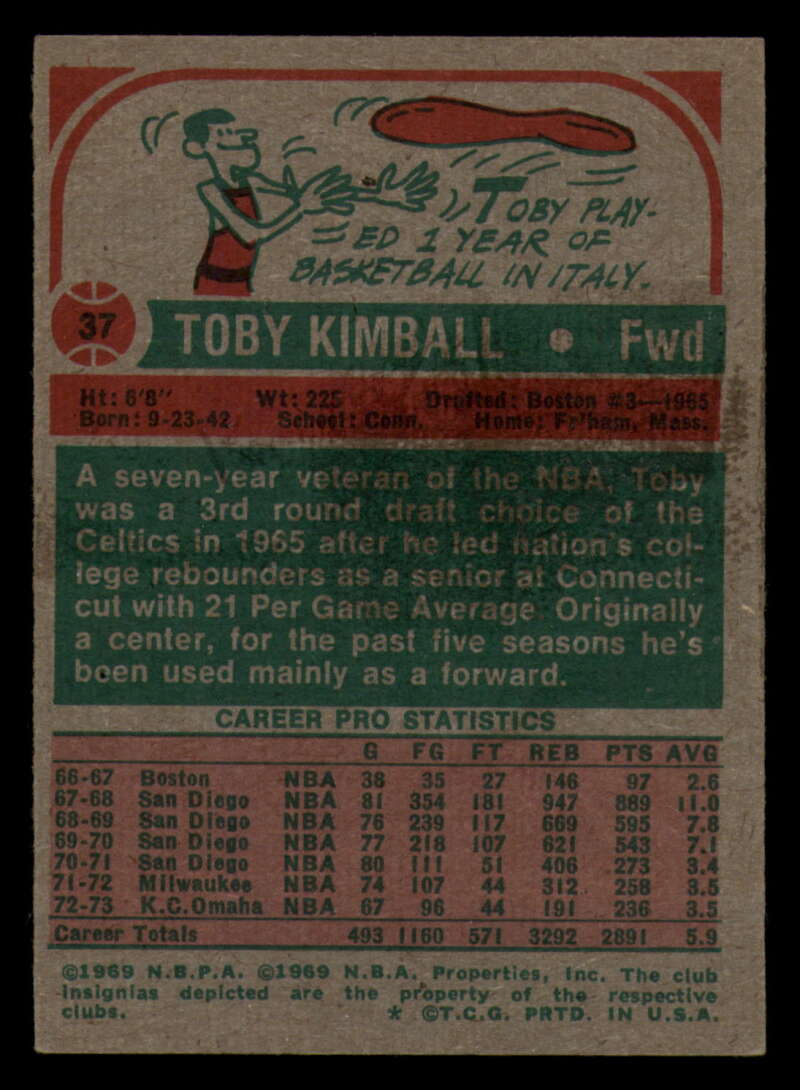 TOBY PLAY-
ED 1 YEAR OF
BASKETBALL IN ITALY.
37 TOBY KIMBALL • Fwd
Ht: 6'8" Wt: 225 Drafted: Boston #3—1965
Born: 9-23-42 School: Conn. Home: Fr'ham, Mass.
A seven-year veteran of the NBA, Toby
was a 3rd round draft choice of the
Celtics in 1965 after he led nation's col-
lege rebounders as a senior at Connecti-
cut with 21 Per Game Average Originally
a center, for the past five seasons he's
been used mainly as a forward.
CAREER PRO STATISTICS
G FG FT REB PTS AVG
66-67 Boston NBA 38 35 27 146 97 2.6
67-68 San Diego NBA 81 354 181 947 889 11.0
68-69 San Diego NBA 76 239 117 669 595 7.8
69-70 San Diego NBA 77 218 107 621 543 7.1
70-71 San Diego NBA 80 111 51 406 273 3.4
71-72 Milwaukee NBA 74 107 44 312 258 3.5
72-73 K.C.Omaha NBA 67 96 44 191 236 3.5
Career Totals 493 1160 571 3292 2891 5.9
©1969 N.B.P.A. ©1969 N.B.A. Properties, Inc. The club
insignias depicted are the property of the respective
clubs. * ©T.C.G. PRTD. IN U.S.A.